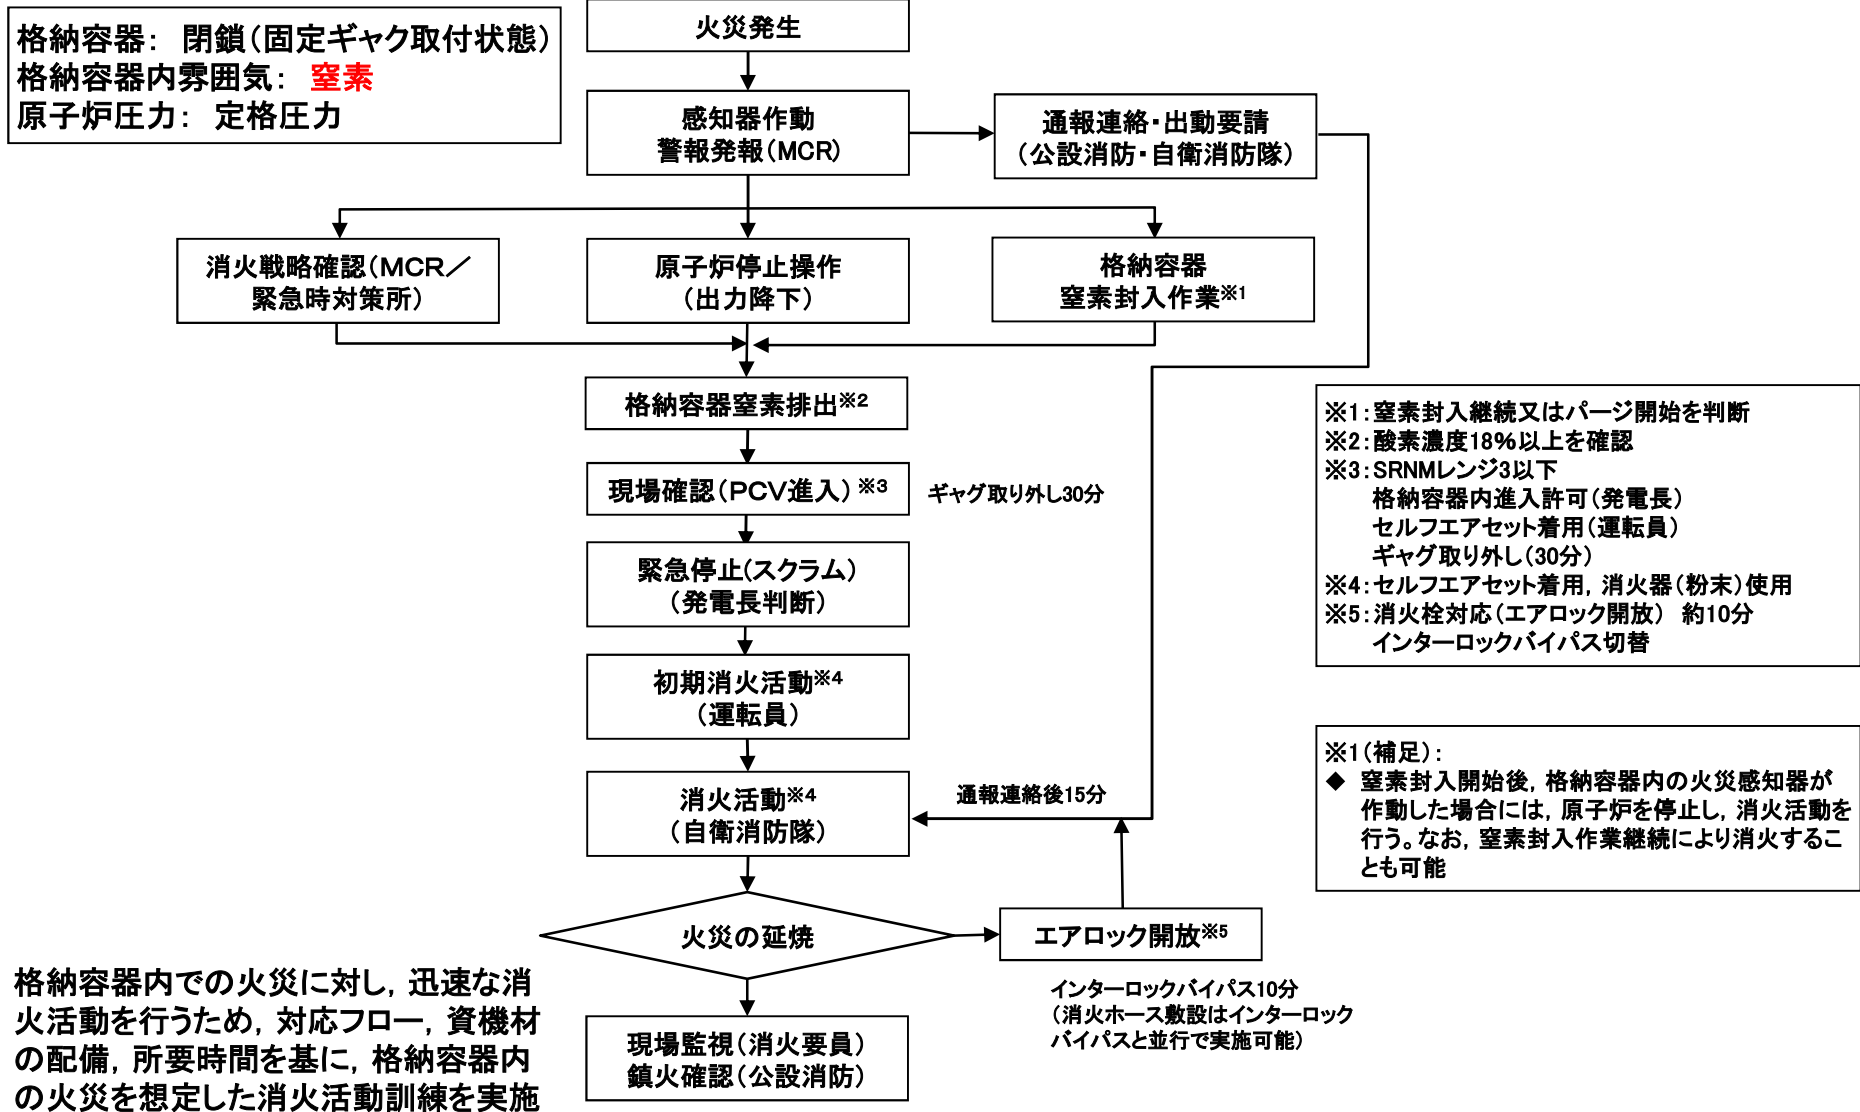 格納容器： 閉鎖（固定ギャク取付状態）
格納容器内雰囲気： 窒素
原子炉圧力： 定格圧力
火災発生
感知器作動
警報発報（MCR）
通報連絡・出動要請
（公設消防・自衛消防隊）
消火戦略確認（MCR／
緊急時対策所）
原子炉停止操作
（出力降下）
格納容器
窒素封入作業※1
格納容器窒素排出※2
現場確認（PCV進入）※3
ギャグ取り外し30分
緊急停止（スクラム）
（発電長判断）
初期消火活動※4
（運転員）
消火活動※4
（自衛消防隊）
通報連絡後15分
火災の延焼
エアロック開放※5
インターロックバイパス10分
（消火ホース敷設はインターロック
バイパスと並行で実施可能）
現場監視（消火要員）
鎮火確認（公設消防）
※1：窒素封入継続又はパージ開始を判断
※2：酸素濃度18％以上を確認
※3：SRNMレンジ3以下
格納容器内進入許可（発電長）
セルフエアセット着用（運転員）
ギャグ取り外し（30分）
※4：セルフエアセット着用，消火器（粉末）使用
※5：消火栓対応（エアロック開放） 約10分
インターロックバイパス切替
※1（補足）：
◆ 窒素封入開始後，格納容器内の火災感知器が
作動した場合には，原子炉を停止し，消火活動を
行う。なお，窒素封入作業継続により消火するこ
とも可能
格納容器内での火災に対し，迅速な消
火活動を行うため，対応フロー，資機材
の配備，所要時間を基に，格納容器内
の火災を想定した消火活動訓練を実施